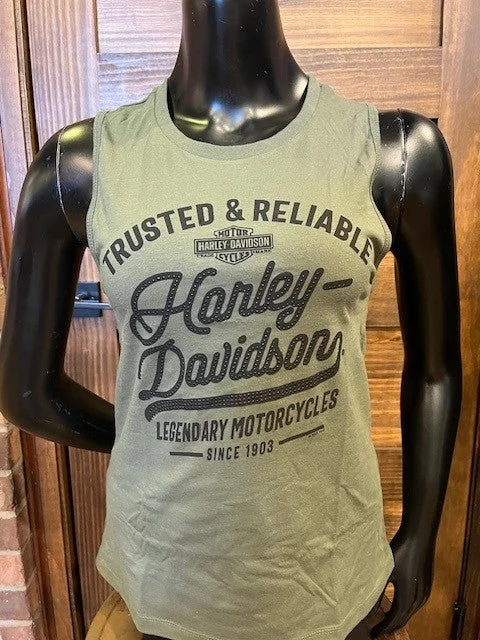 TRUSTED & RELIABLE
MOTOR
HARLEY-DAVIDSON
CYCLES
Harley-
Davidson
LEGENDARY MOTORCYCLES
SINCE 1903